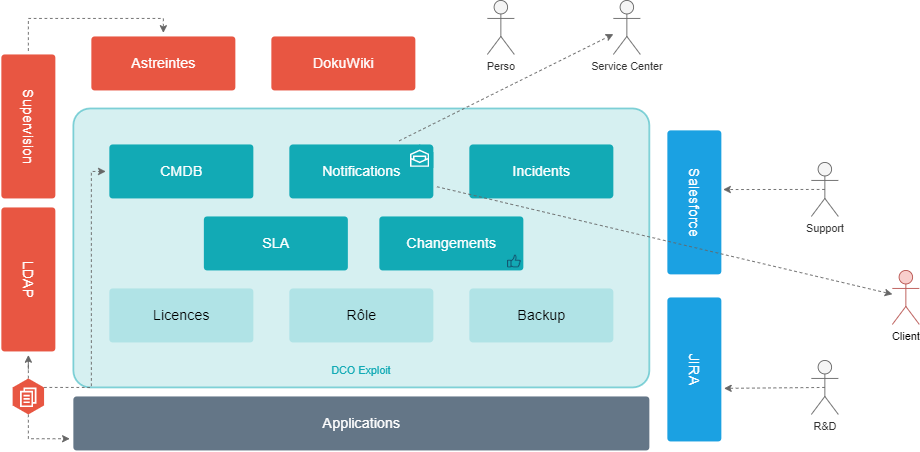 Perso
Service Center
Astreintes
DokuWiki
Supervision
CMDB
Notifications
Incidents
Salesforce
Support
SLA
Changements
LDAP
Licences
Rôle
Backup
Client
DCO Exploit
JIRA
R&D
Applications